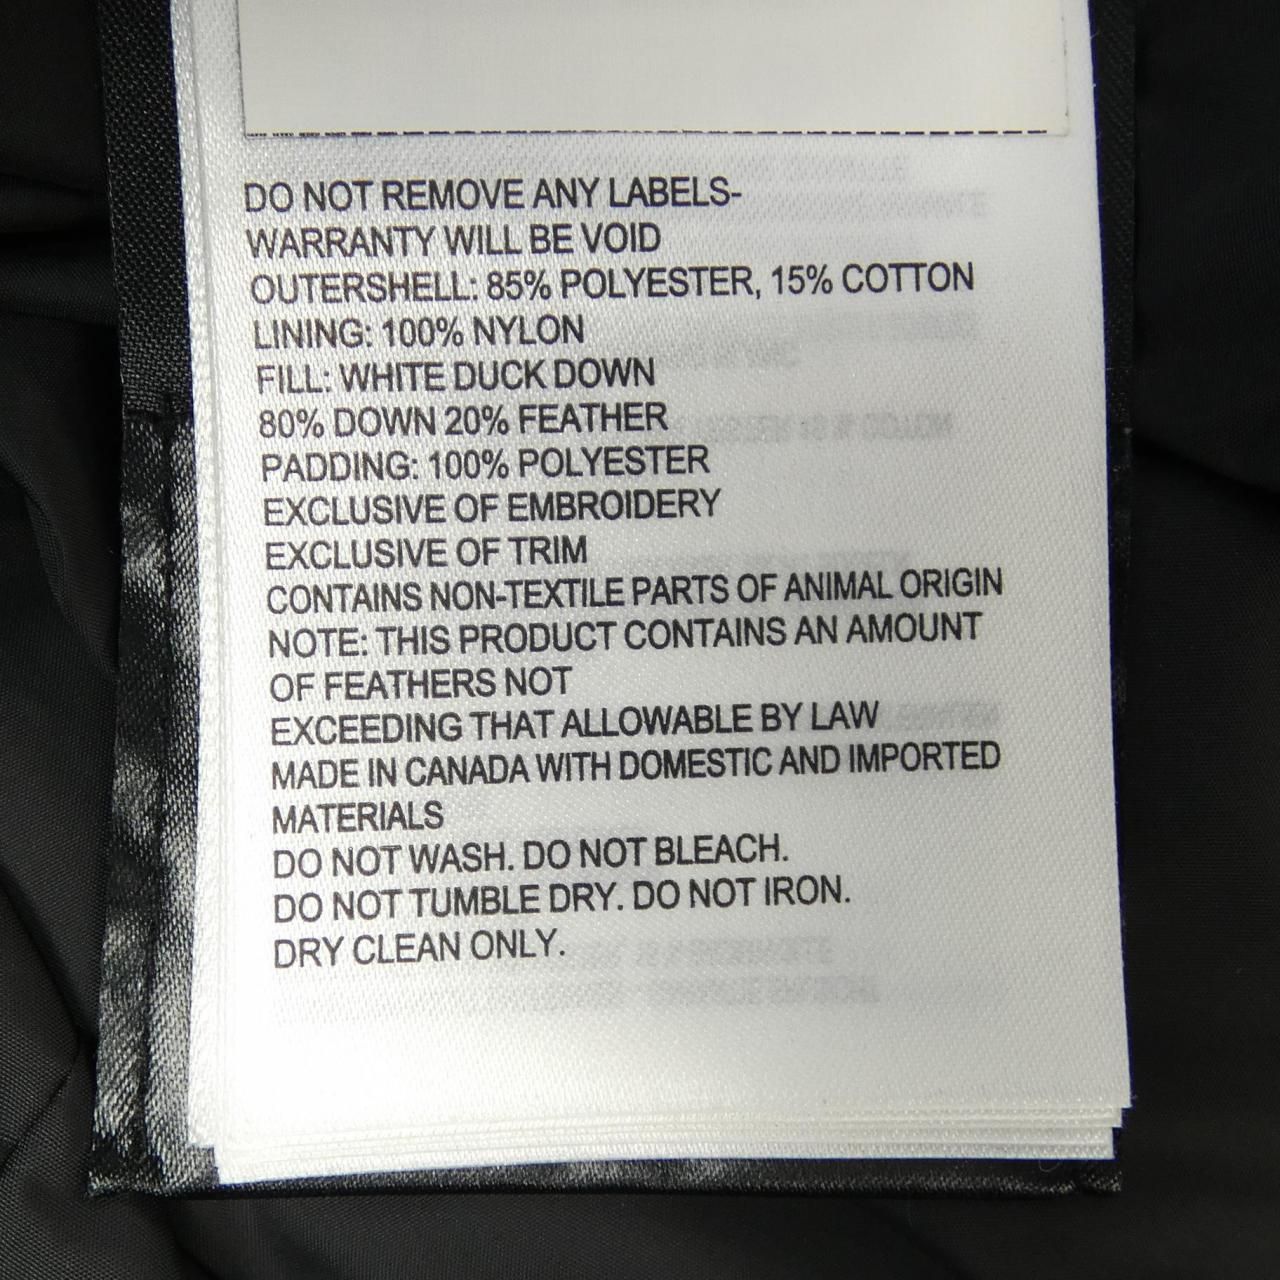 DO NOT REMOVE ANY LABELS-
WARRANTY WILL BE VOID
OUTERSHELL: 85% POLYESTER, 15% COTTON
LINING: 100% NYLON
FILL: WHITE DUCK DOWN
80% DOWN 20% FEATHER
PADDING: 100% POLYESTER
EXCLUSIVE OF EMBROIDERY
EXCLUSIVE OF TRIM
CONTAINS NON-TEXTILE PARTS OF ANIMAL ORIGIN
NOTE: THIS PRODUCT CONTAINS AN AMOUNT
OF FEATHERS NOT
EXCEEDING THAT ALLOWABLE BY LAW
MADE IN CANADA WITH DOMESTIC AND IMPORTED
MATERIALS
DO NOT WASH. DO NOT BLEACH.
DO NOT TUMBLE DRY. DO NOT IRON.
DRY CLEAN ONLY.